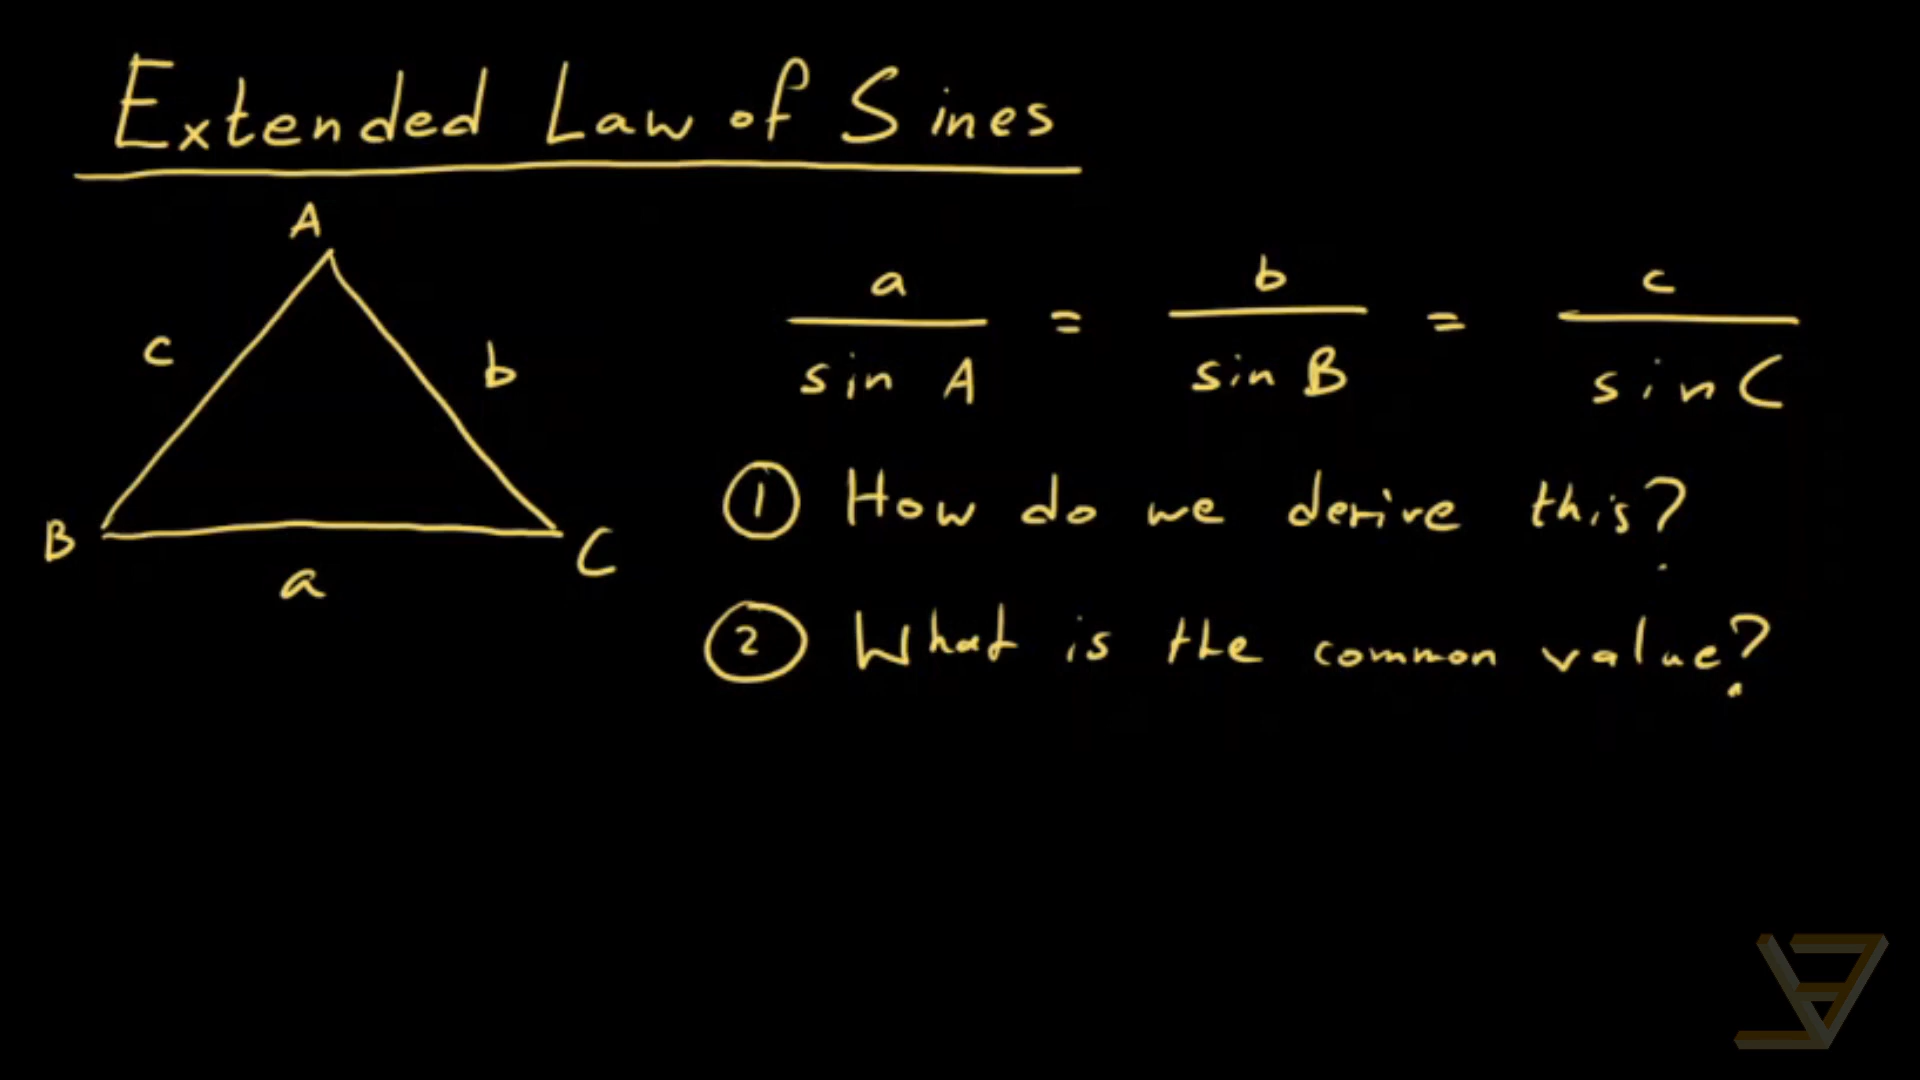 Extended Law of Sines
A
c
b
B
a
C
a/sin A = b/sin B = c/sin C
① How do we derive this?
② What is the common value?